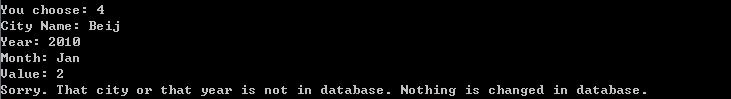 You choose: 4
City Name: Beij
Year: 2010
Month: Jan
Value: 2
Sorry. That city or that year is not in database. Nothing is changed in database.